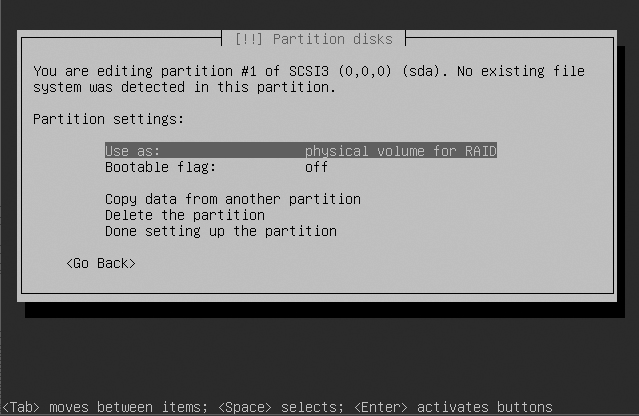 [!!] Partition disks
You are editing partition #1 of SCSI3 (0,0,0) (sda). No existing file
system was detected in this partition.
Partition settings:
Use as: physical volume for RAID
Bootable flag: off
Copy data from another partition
Delete the partition
Done setting up the partition
<Go Back>
<Tab> moves between items; <Space> selects; <Enter> activates buttons